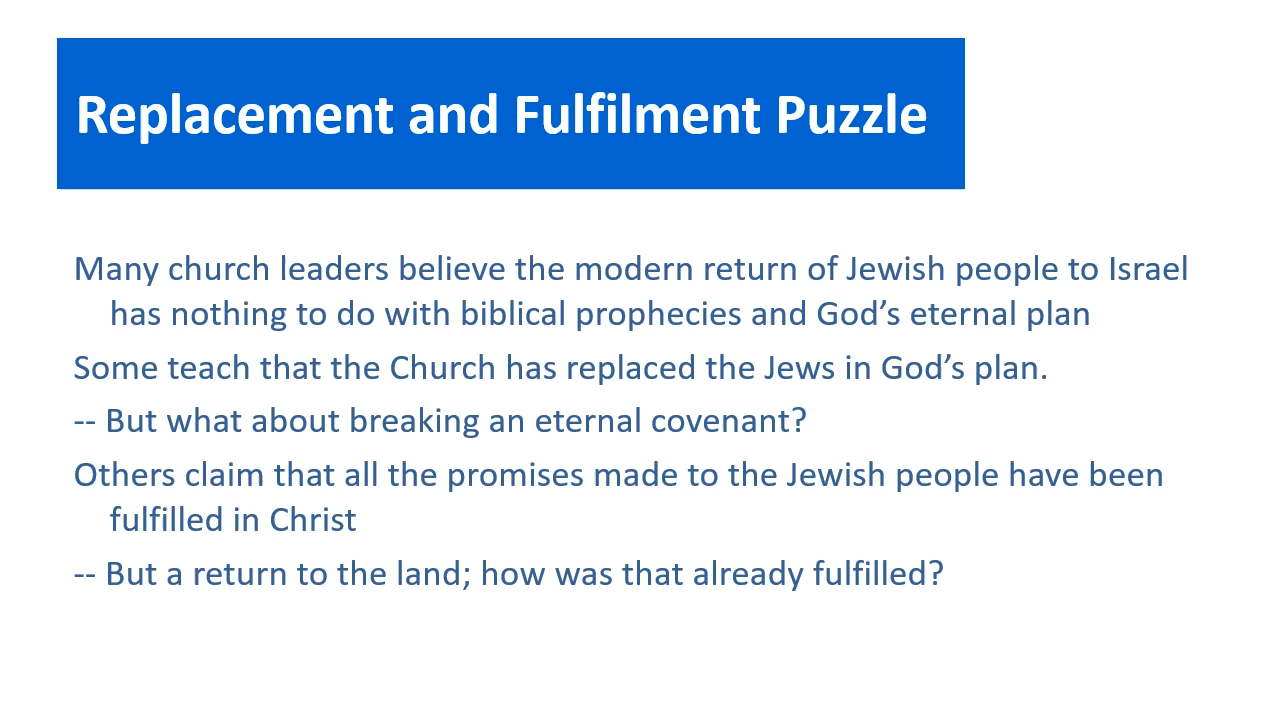 Replacement and Fulfilment Puzzle
Many church leaders believe the modern return of Jewish people to Israel
has nothing to do with biblical prophecies and God’s eternal plan
Some teach that the Church has replaced the Jews in God’s plan.
-- But what about breaking an eternal covenant?
Others claim that all the promises made to the Jewish people have been
fulfilled in Christ
-- But a return to the land; how was that already fulfilled?